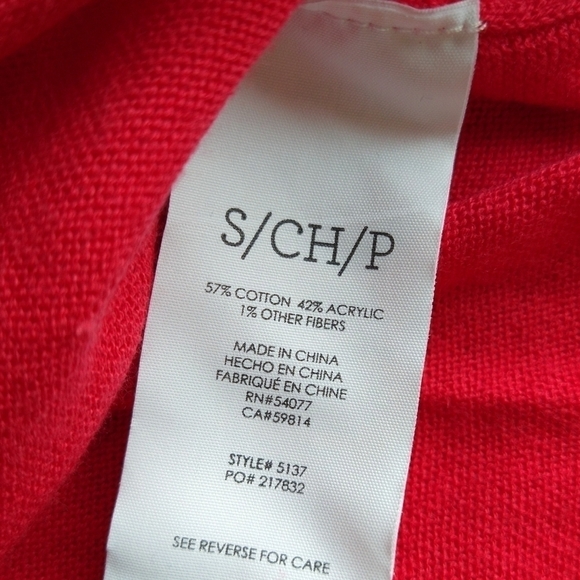 S/CH/P
57% COTTON 42% ACRYLIC
1% OTHER FIBERS
MADE IN CHINA
HECHO EN CHINA
FABRIQUÉ EN CHINE
RN#54077
CA#59814
STYLE# 5137
PO# 217832
SEE REVERSE FOR CARE